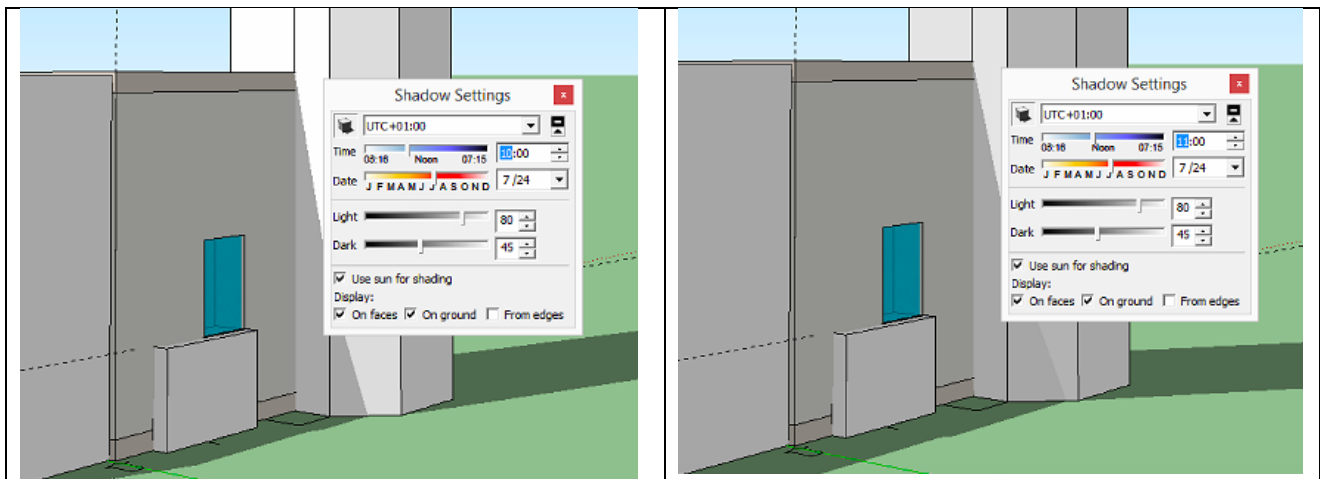 Shadow Settings
x
UTC+01:00
Time
08:16 Noon 07:15
10:00
Date
J F M A M J J A S O N D
7 /24
Light
80
Dark
45
Use sun for shading
Display:
On faces On ground From edges
Shadow Settings
x
UTC+01:00
Time
08:16 Noon 07:15
11:00
Date
J F M A M J J A S O N D
7 /24
Light
80
Dark
45
Use sun for shading
Display:
On faces On ground From edges